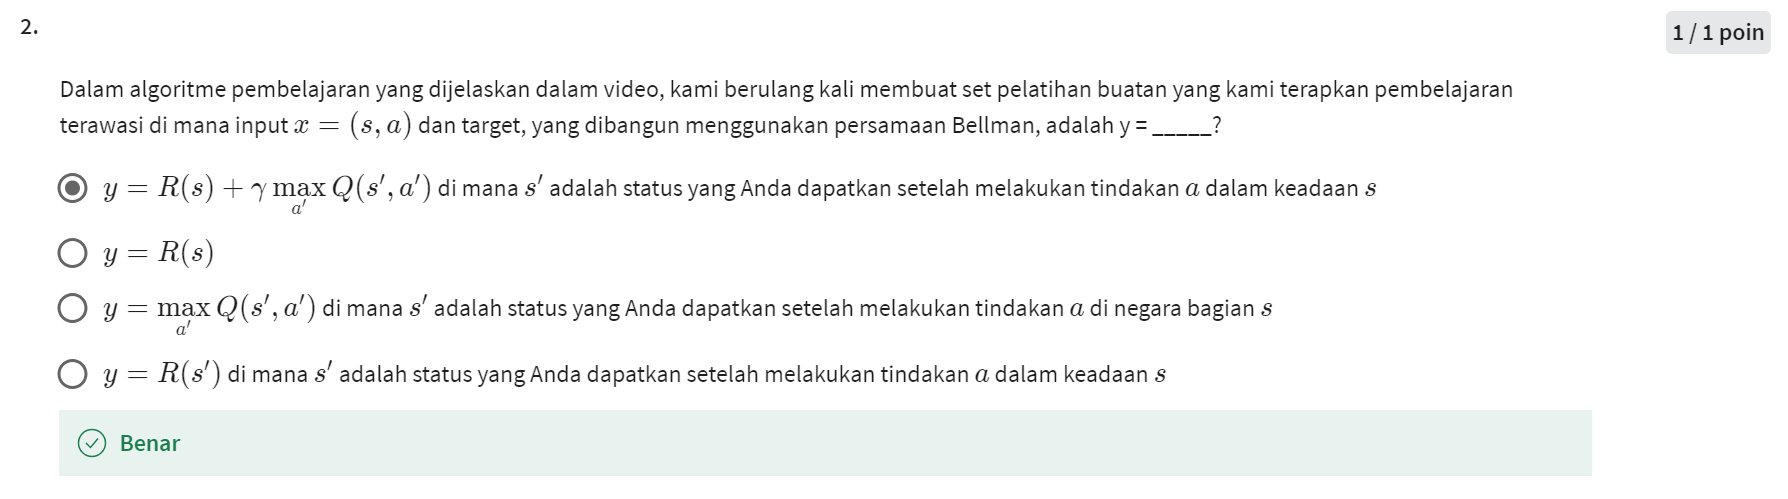 2.
1 / 1 poin
Dalam algoritme pembelajaran yang dijelaskan dalam video, kami berulang kali membuat set pelatihan buatan yang kami terapkan pembelajaran
terawasi di mana input x = (s, a) dan target, yang dibangun menggunakan persamaan Bellman, adalah y = _____?
y = R(s) + γ max_{a′} Q(s′, a′) di mana s′ adalah status yang Anda dapatkan setelah melakukan tindakan a dalam keadaan s
y = R(s)
y = max_{a′} Q(s′, a′) di mana s′ adalah status yang Anda dapatkan setelah melakukan tindakan a di negara bagian s
y = R(s′) di mana s′ adalah status yang Anda dapatkan setelah melakukan tindakan a dalam keadaan s
Benar